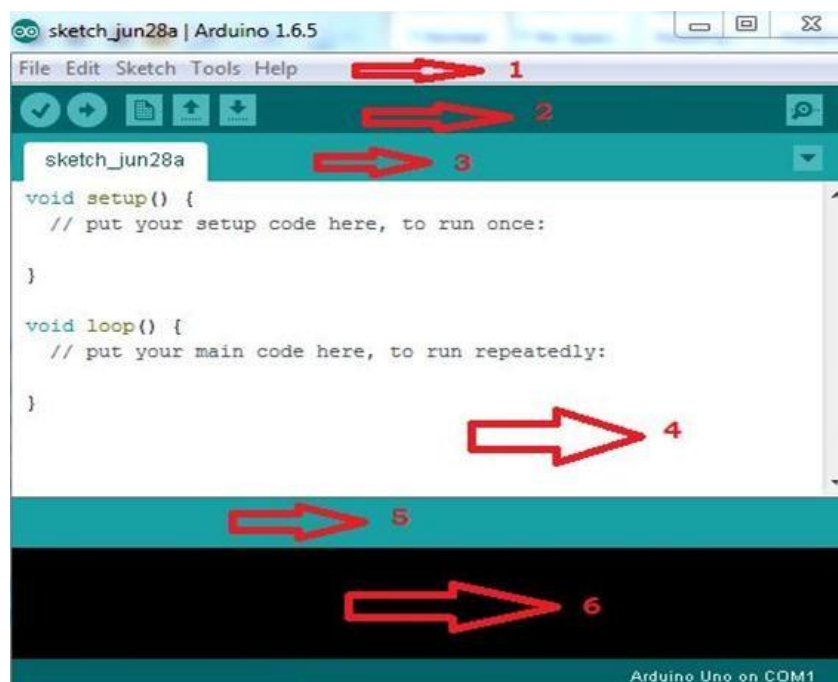 sketch_jun28a | Arduino 1.6.5
File Edit Sketch Tools Help 1
2
sketch_jun28a 3
void setup() {
// put your setup code here, to run once:
}
void loop() {
// put your main code here, to run repeatedly:
}
4
5
6
Arduino Uno on COM1